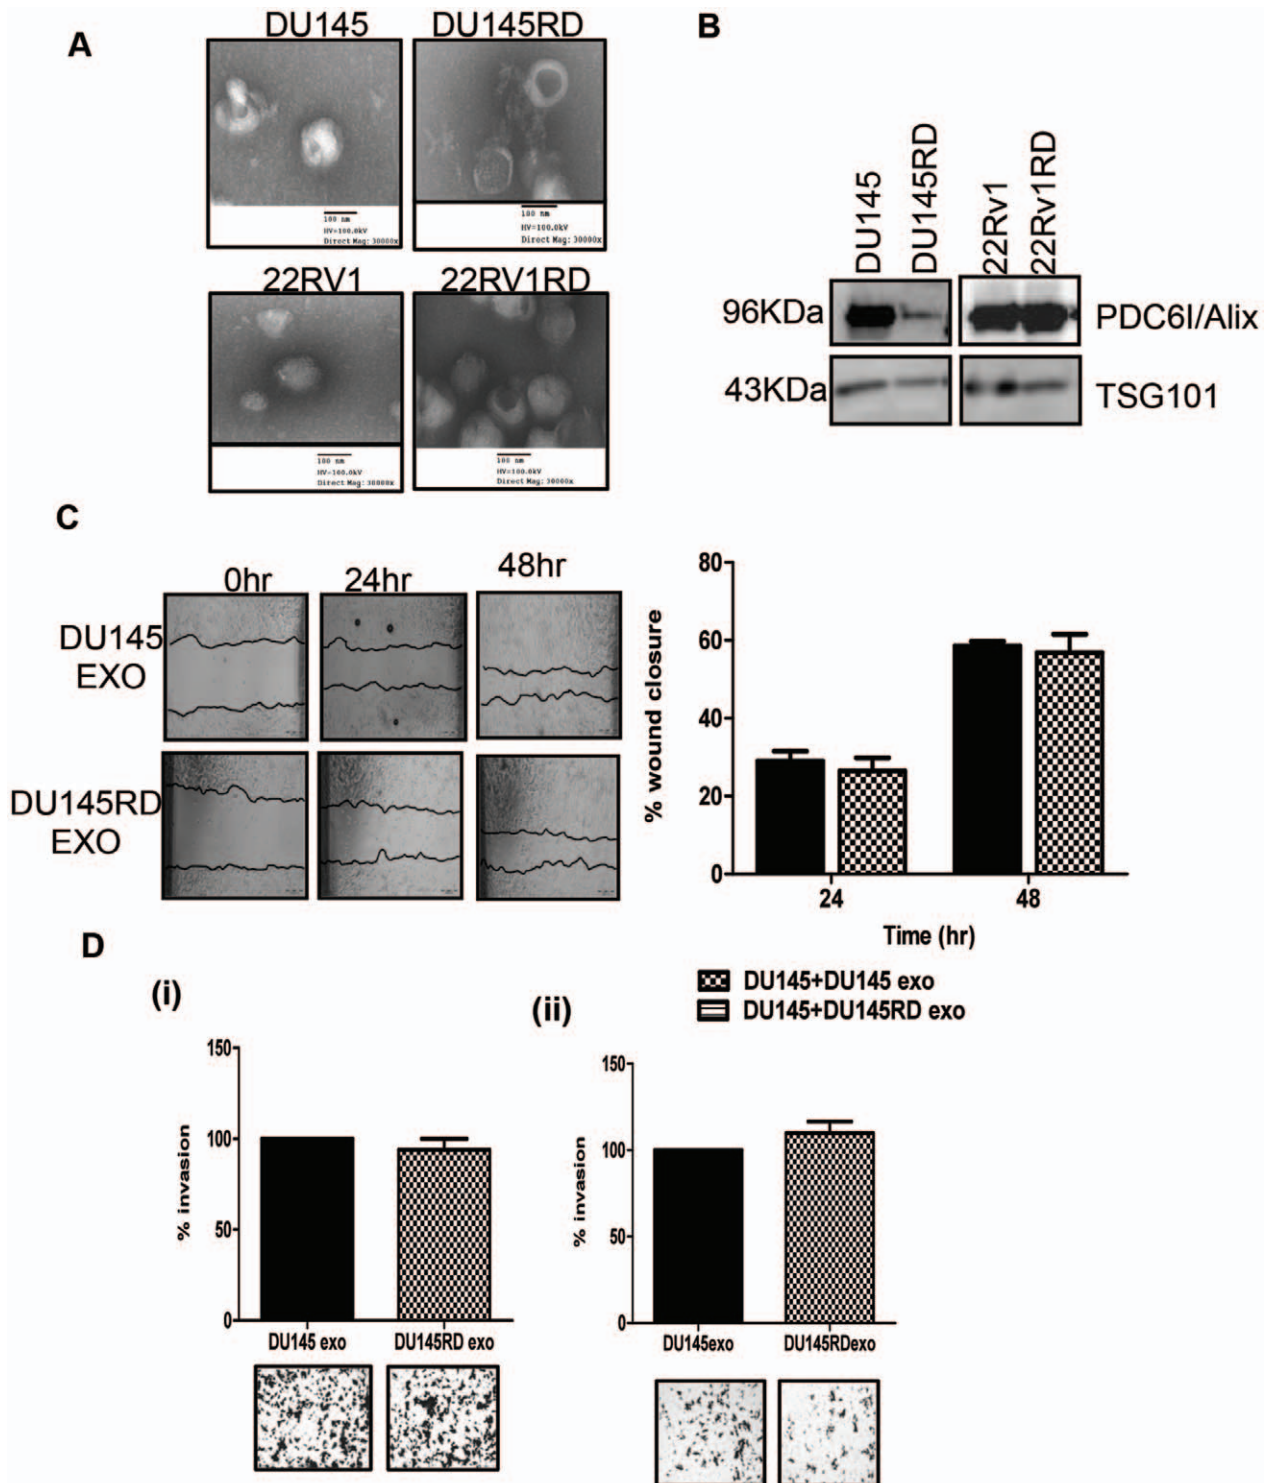 A
DU145
DU145RD
100 nm
HV=100.0kV
Direct Mag: 30000x
100 nm
HV=100.0kV
Direct Mag: 30000x
22RV1
22RV1RD
100 nm
HV=100.0kV
Direct Mag: 30000x
100 nm
HV=100.0kV
Direct Mag: 30000x
B
DU145
DU145RD
22Rv1
22Rv1RD
96KDa
PDC6I/Alix
43KDa
TSG101
C
0hr
24hr
48hr
DU145
EXO
DU145RD
EXO
% wound closure
80
60
40
20
0
24
48
Time (hr)
DU145+DU145 exo
DU145+DU145RD exo
D
(i)
% invasion
150
100
50
0
DU145 exo
DU145RD exo
(ii)
% invasion
150
100
50
0
DU145exo
DU145RDexo